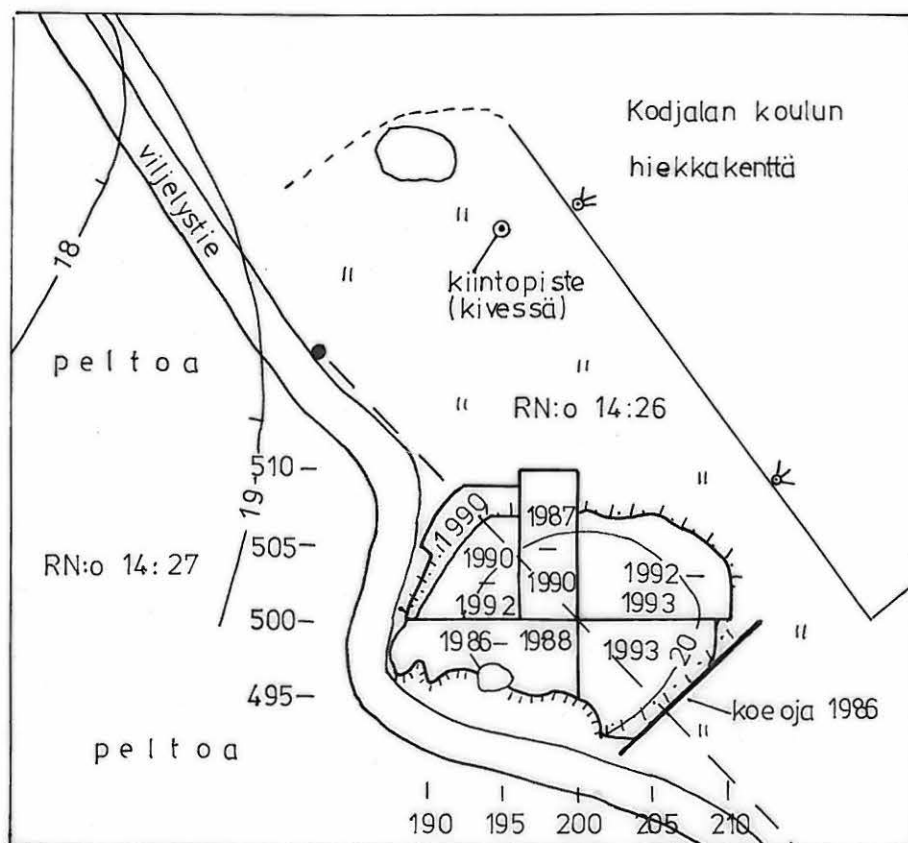 Kodjalan koulun
hiekkakenttä
viljelystie
18
kiintopiste
(kivessä)
peltoa
RN:o 14:26
510
19
1990
1987
505
1990
–
1992
–
1990
1992–
1993
RN:o 14:27
500
1986–
1988
1993
20
495
koeoja 1986
peltoa
190 195 200 205 210